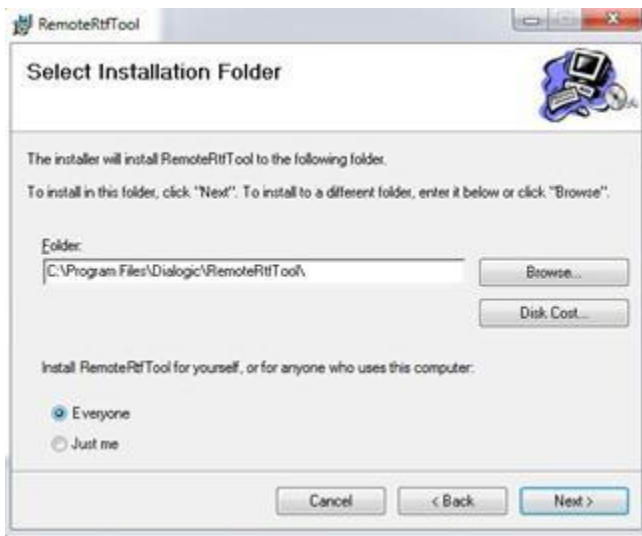 RemoteRtfTool
Select Installation Folder
The installer will install RemoteRtfTool to the following folder.
To install in this folder, click "Next". To install to a different folder, enter it below or click "Browse".
Folder:
C:\Program Files\Dialogic\RemoteRtfTool\
Browse...
Disk Cost...
Install RemoteRtfTool for yourself, or for anyone who uses this computer:
Everyone
Just me
Cancel
< Back
Next >